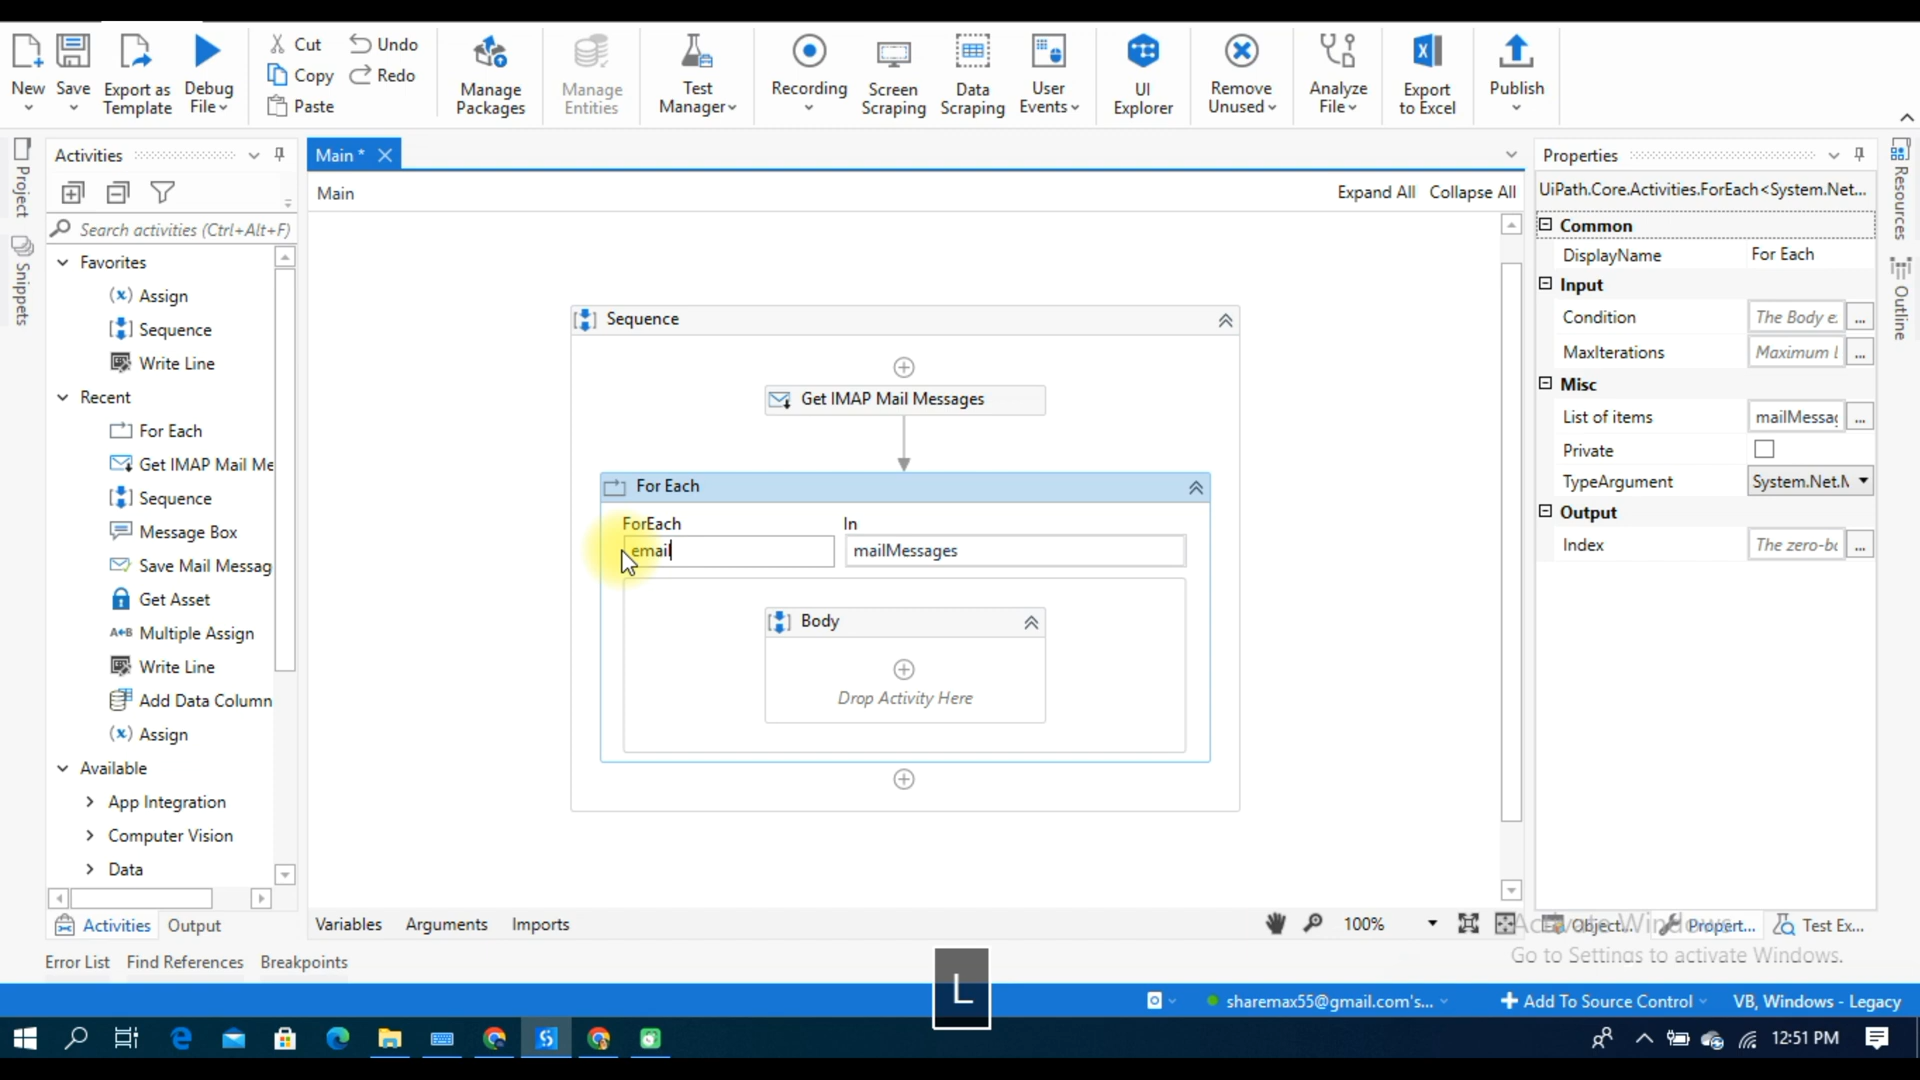 New
Save
Export as
Template
Debug
File
Cut
Copy
Paste
Undo
Redo
Manage
Packages
Manage
Entities
Test
Manager
Recording
Screen
Scraping
Data
Scraping
User
Events
UI
Explorer
Remove
Unused
Analyze
File
Export
to Excel
Publish
Project
Snippets
Activities
Search activities (Ctrl+Alt+F)
Favorites
Assign
Sequence
Write Line
Recent
For Each
Get IMAP Mail Me
Sequence
Message Box
Save Mail Messag
Get Asset
A+B Multiple Assign
Write Line
Add Data Column
Assign
Available
App Integration
Computer Vision
Data
Activities
Output
Main *
Main
Expand All
Collapse All
Sequence
Get IMAP Mail Messages
For Each
ForEach
In
email
mailMessages
Body
Drop Activity Here
Variables
Arguments
Imports
100%
Properties
UiPath.Core.Activities.ForEach<System.Net...
Common
DisplayName
For Each
Input
Condition
The Body e.
...
MaxIterations
Maximum l
...
Misc
List of items
mailMessag
...
Private
TypeArgument
System.Net.M
Output
Index
The zero-bc
...
Resources
Outline
Object...
Propert...
Test Ex...
Activate Windows
Go to Settings to activate Windows.
Error List
Find References
Breakpoints
L
sharemax55@gmail.com's...
Add To Source Control
VB, Windows - Legacy
12:51 PM